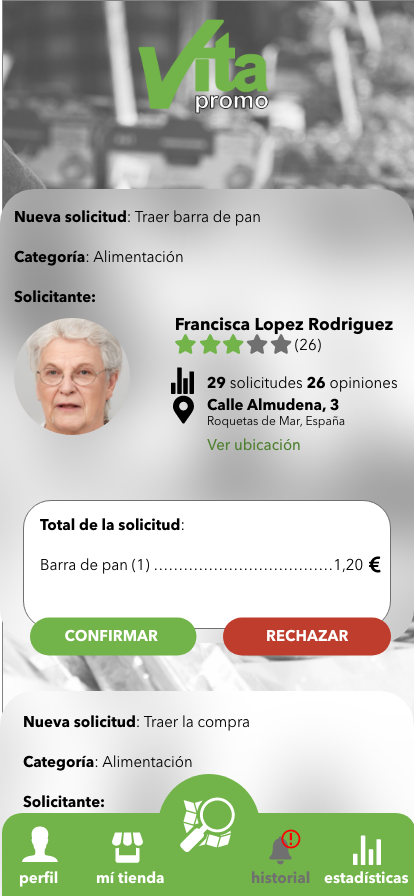 Vita
promo
Nueva solicitud: Traer barra de pan
Categoría: Alimentación
Solicitante:
Francisca Lopez Rodriguez
(26)
29 solicitudes 26 opiniones
Calle Almudena, 3
Roquetas de Mar, España
Ver ubicación
Total de la solicitud:
Barra de pan (1) .................................1,20 €
CONFIRMAR RECHAZAR
Nueva solicitud: Traer la compra
Categoría: Alimentación
Solicitante:
perfil mí tienda historial estadísticas